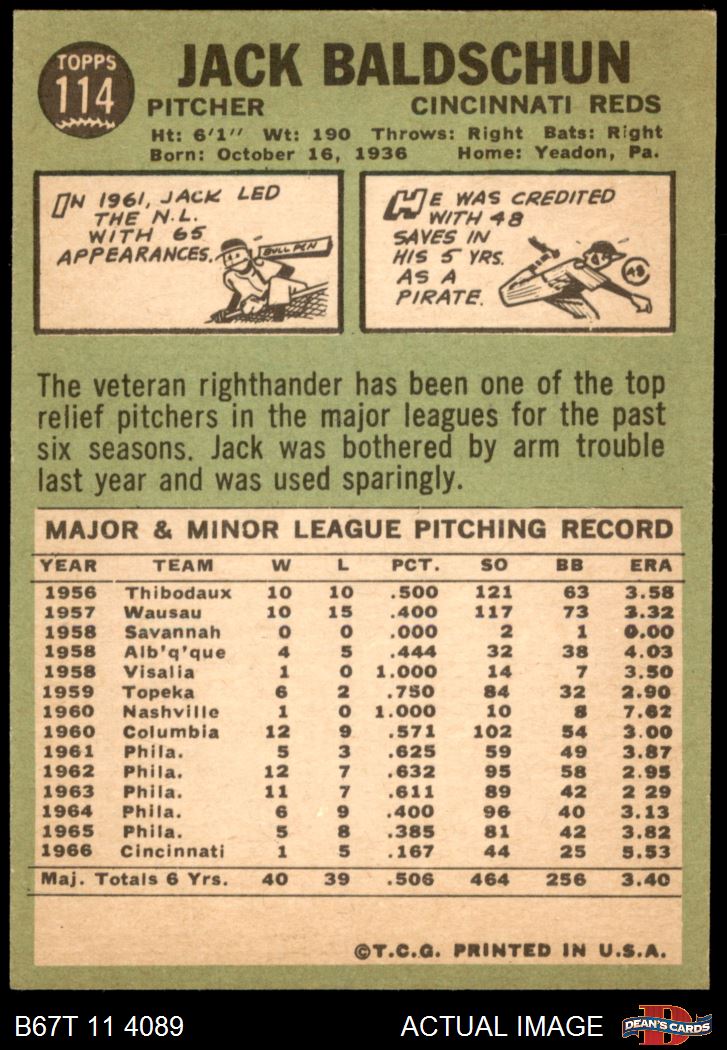 TOPPS
114
JACK BALDSCHUN
PITCHER CINCINNATI REDS
Ht: 6'1" Wt: 190 Throws: Right Bats: Right
Born: October 16, 1936 Home: Yeadon, Pa.
IN 1961, JACK LED
THE N.L.
WITH 65
APPEARANCES.
BULL PEN
HE WAS CREDITED
WITH 48
SAVES IN
HIS 5 YRS.
AS A
PIRATE.
48
The veteran righthander has been one of the top
relief pitchers in the major leagues for the past
six seasons. Jack was bothered by arm trouble
last year and was used sparingly.
MAJOR & MINOR LEAGUE PITCHING RECORD
YEAR TEAM W L PCT. SO BB ERA
1956 Thibodaux 10 10 .500 121 63 3.58
1957 Wausau 10 15 .400 117 73 3.32
1958 Savannah 0 0 .000 2 1 0.00
1958 Alb'q'que 4 5 .444 32 38 4.03
1958 Visalia 1 0 1.000 14 7 3.50
1959 Topeka 6 2 .750 84 32 2.90
1960 Nashville 1 0 1.000 10 8 7.62
1960 Columbia 12 9 .571 102 54 3.00
1961 Phila. 5 3 .625 59 49 3.87
1962 Phila. 12 7 .632 95 58 2.95
1963 Phila. 11 7 .611 89 42 2 29
1964 Phila. 6 9 .400 96 40 3.13
1965 Phila. 5 8 .385 81 42 3.82
1966 Cincinnati 1 5 .167 44 25 5.53
Maj. Totals 6 Yrs. 40 39 .506 464 256 3.40
©T.C.G. PRINTED IN U.S.A.
B67T 11 4089 ACTUAL IMAGE
D
DEAN'S CARDS